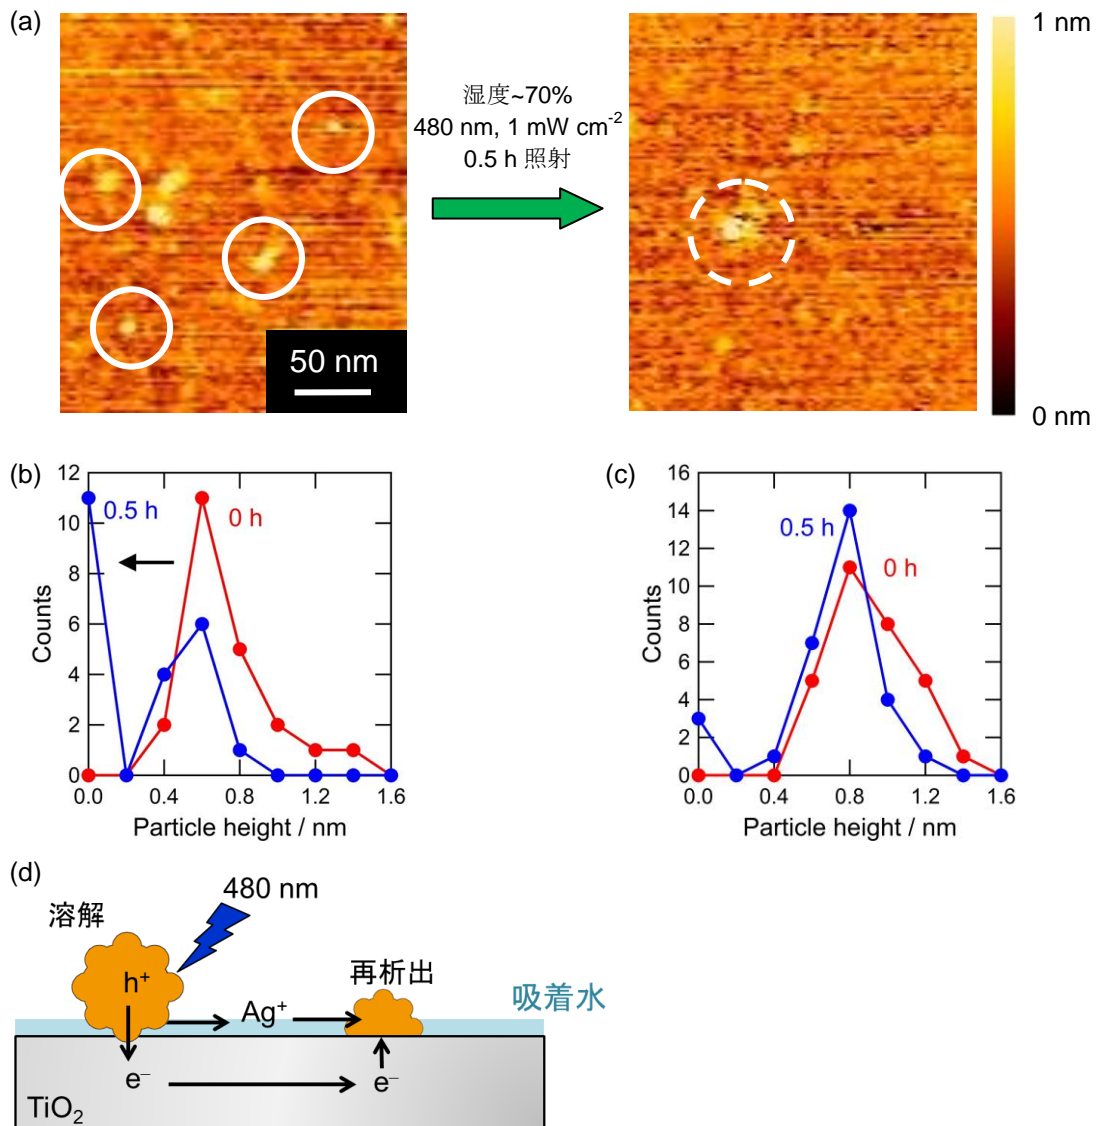 (a)
湿度~70%
480 nm, 1 mW cm-2
0.5 h 照射
1 nm
0 nm
50 nm
(b)
12
10
8
6
4
2
0
0.0 0.4 0.8 1.2 1.6
Counts
Particle height / nm
0.5 h
0 h
(c)
16
14
12
10
8
6
4
2
0
0.0 0.4 0.8 1.2 1.6
Counts
Particle height / nm
0.5 h
0 h
(d)
480 nm
溶解
再析出
吸着水
h+
Ag+
e−
e−
TiO2